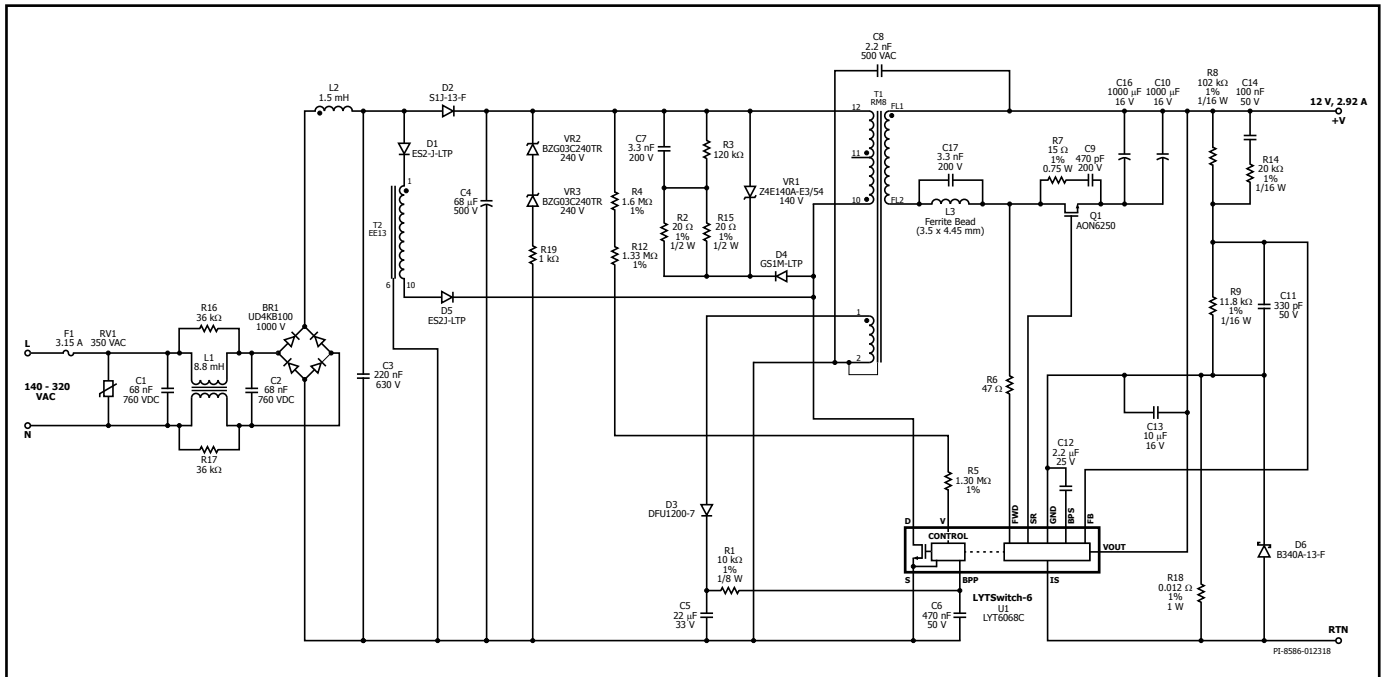 C8
2.2 nF
500 VAC
L2
1.5 mH
D2
S1J-13-F
T1
RM8
12
FL1
C16
1000 μF
16 V
C10
1000 μF
16 V
R8
102 kΩ
1%
1/16 W
C14
100 nF
50 V
12 V, 2.92 A
+V
D1
ES2-J-LTP
VR2
BZG03C240TR
240 V
C7
3.3 nF
200 V
R3
120 kΩ
11
C17
3.3 nF
200 V
R7
15 Ω
1%
0.75 W
C9
470 pF
200 V
R14
20 kΩ
1%
1/16 W
1
T2
EE13
C4
68 μF
500 V
VR3
BZG03C240TR
240 V
R4
1.6 MΩ
1%
VR1
Z4E140A-E3/54
140 V
10
FL2
L3
Ferrite Bead
(3.5 x 4.45 mm)
Q1
AON6250
R2
20 Ω
1%
1/2 W
R15
20 Ω
1%
1/2 W
R19
1 kΩ
R12
1.33 MΩ
1%
D4
GS1M-LTP
6
10
D5
ES2J-LTP
R9
11.8 kΩ
1%
1/16 W
C11
330 pF
50 V
R16
36 kΩ
BR1
UD4KB100
1000 V
1
F1
3.15 A
RV1
350 VAC
L
L1
8.8 mH
2
140 - 320
VAC
C1
68 nF
760 VDC
C2
68 nF
760 VDC
C3
220 nF
630 V
R6
47 Ω
N
R17
36 kΩ
C13
10 μF
16 V
C12
2.2 μF
25 V
R5
1.30 MΩ
1%
D3
DFU1200-7
D
V
FWD
SR
GND
BPS
FB
CONTROL
VOUT
D6
B340A-13-F
R1
10 kΩ
1%
1/8 W
S
BPP
IS
LYTSwitch-6
U1
LYT6068C
R18
0.012 Ω
1%
1 W
C5
22 μF
33 V
C6
470 nF
50 V
RTN
PI-8586-012318